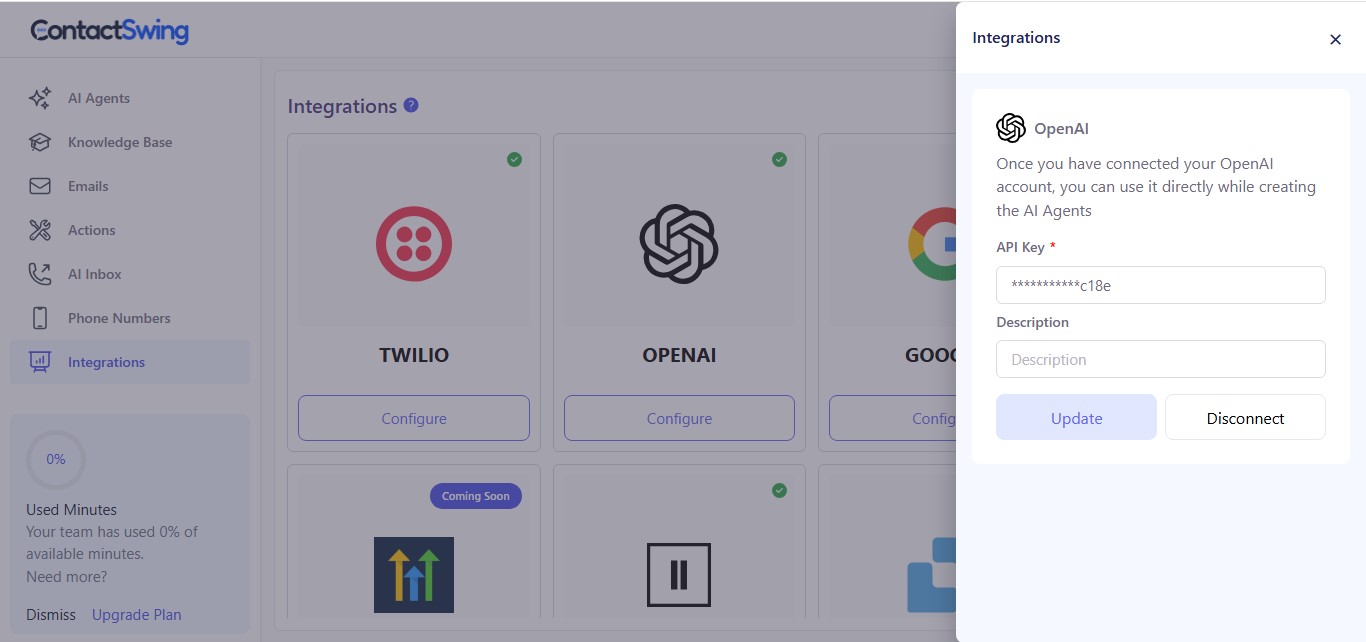 ContactSwing
AI Agents
Knowledge Base
Emails
Actions
AI Inbox
Phone Numbers
Integrations
0%
Used Minutes
Your team has used 0% of
available minutes.
Need more?
Dismiss Upgrade Plan
Integrations ?
TWILIO
Configure
OPENAI
Configure
GOO
Config
Coming Soon
Integrations
OpenAI
Once you have connected your OpenAI
account, you can use it directly while creating
the AI Agents
API Key *
***********c18e
Description
Description
Update Disconnect